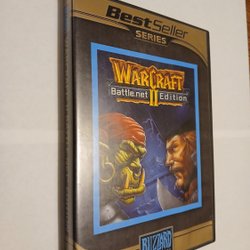 BestSeller
SERIES
WARCRAFT
II
Battle.net Edition
BLIZZARD